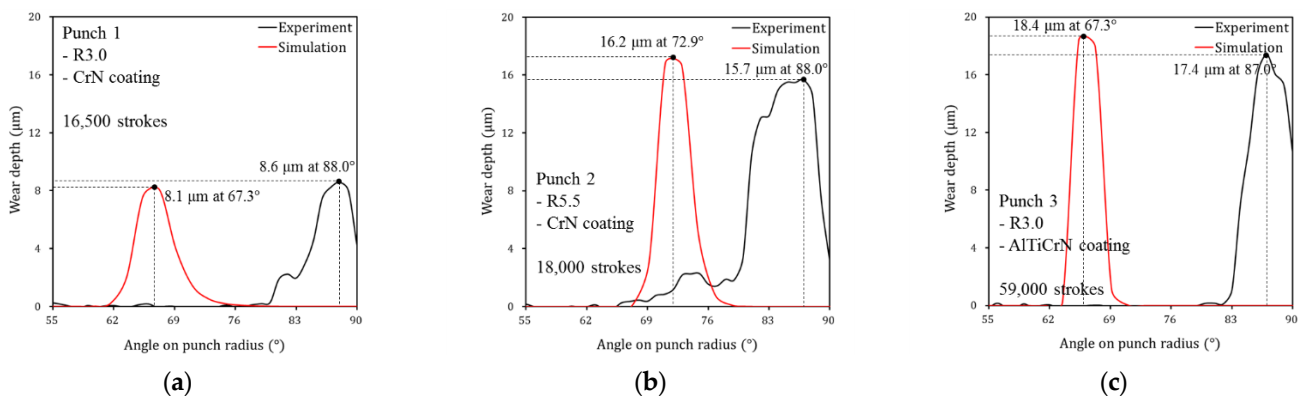 20
16
12
8
4
0
Wear depth (μm)
Punch 1
- R3.0
- CrN coating
16,500 strokes
Experiment
Simulation
8.6 μm at 88.0°
8.1 μm at 67.3°
55 62 69 76 83 90
Angle on punch radius (°)
(a)
20
16
12
8
4
0
Wear depth (μm)
Experiment
Simulation
16.2 μm at 72.9°
15.7 μm at 88.0°
Punch 2
- R5.5
- CrN coating
18,000 strokes
55 62 69 76 83 90
Angle on punch radius (°)
(b)
20
16
12
8
4
0
Wear depth (μm)
18.4 μm at 67.3°
Experiment
Simulation
17.4 μm at 87.0°
Punch 3
- R3.0
- AlTiCrN coating
59,000 strokes
55 62 69 76 83 90
Angle on punch radius (°)
(c)